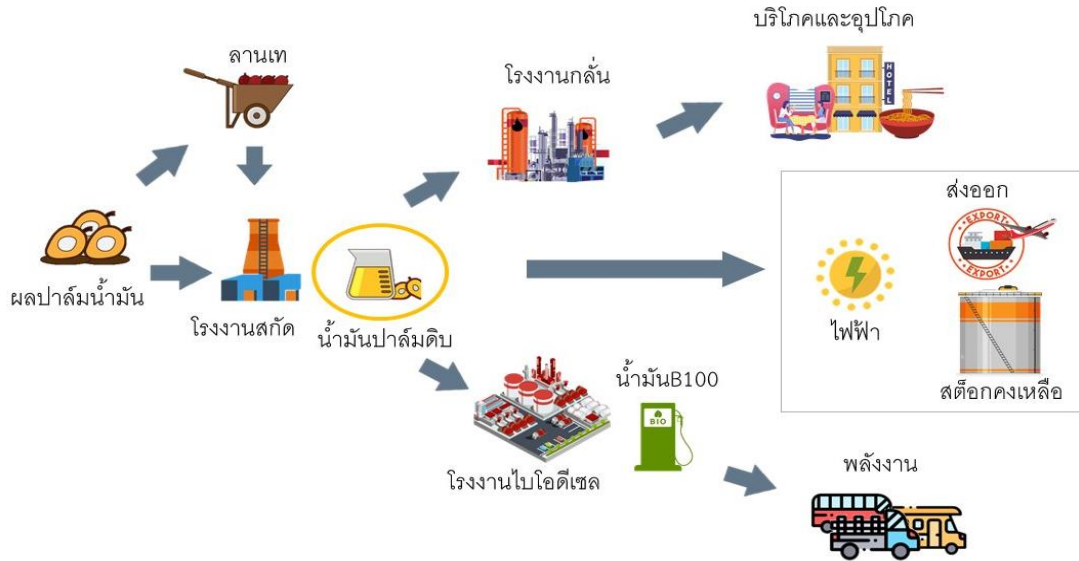 บริโภคและอุปโภค
ลานเท
โรงงานกลั่น
HOTEL
ส่งออก
EXPORT
EXPORT
ผลปาล์มน้ำมัน
โรงงานสกัด
น้ำมันปาล์มดิบ
ไฟฟ้า
สต็อกคงเหลือ
น้ำมันB100
BIO
โรงงานไบโอดีเซล
พลังงาน